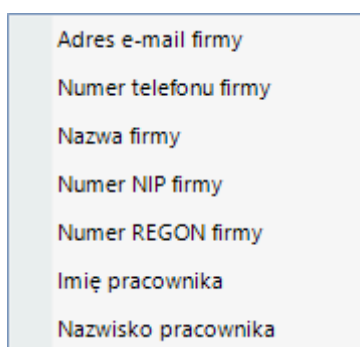 Adres e-mail firmy
Numer telefonu firmy
Nazwa firmy
Numer NIP firmy
Numer REGON firmy
Imię pracownika
Nazwisko pracownika